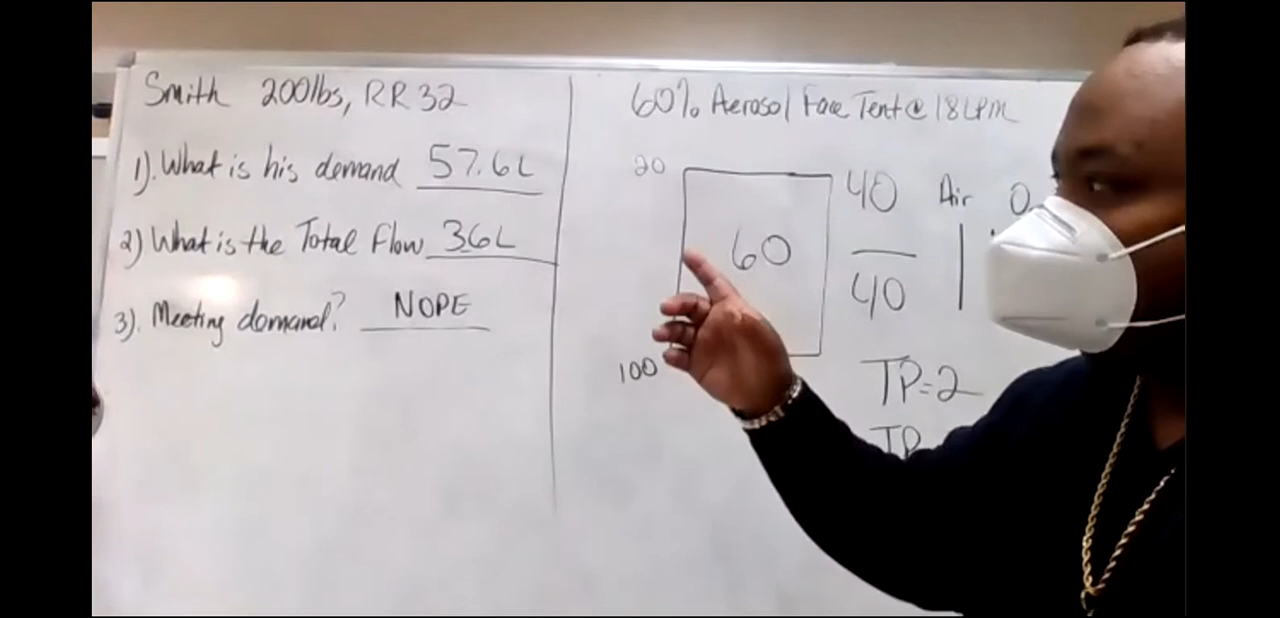 Smith 200lbs, RR 32
1). What is his demand 57.6L
2) What is the Total Flow 36L
3). Meeting demand? NOPE
60% Aerosol Face Tent @ 18LPM
20
60
100
40
40
Air
TP=2
TP